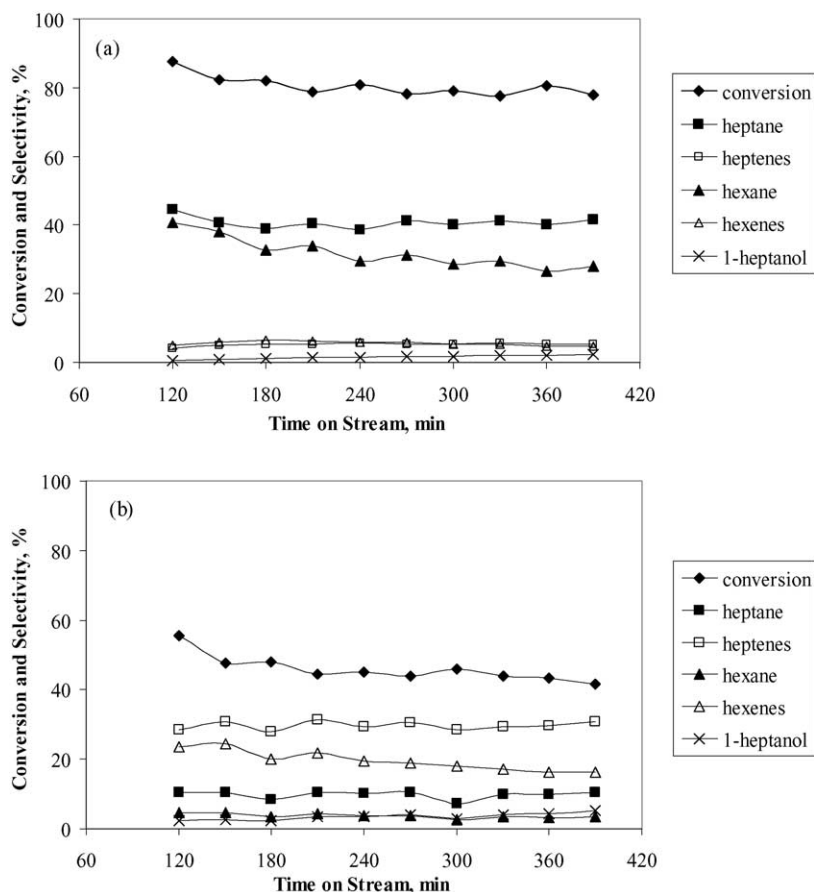 (a)
Conversion and Selectivity, %
100
80
60
40
20
0
60 120 180 240 300 360 420
Time on Stream, min
conversion
heptane
heptenes
hexane
hexenes
1-heptanol
(b)
Conversion and Selectivity, %
100
80
60
40
20
0
60 120 180 240 300 360 420
Time on Stream, min
conversion
heptane
heptenes
hexane
hexenes
1-heptanol